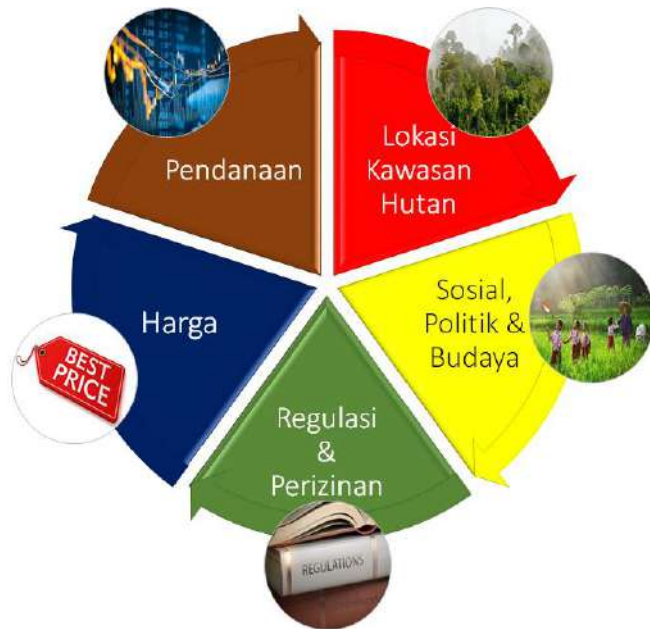 Pendanaan
Lokasi
Kawasan
Hutan
Sosial,
Politik &
Budaya
Regulasi
&
Perizinan
Harga
BEST
PRICE
REGULATIONS